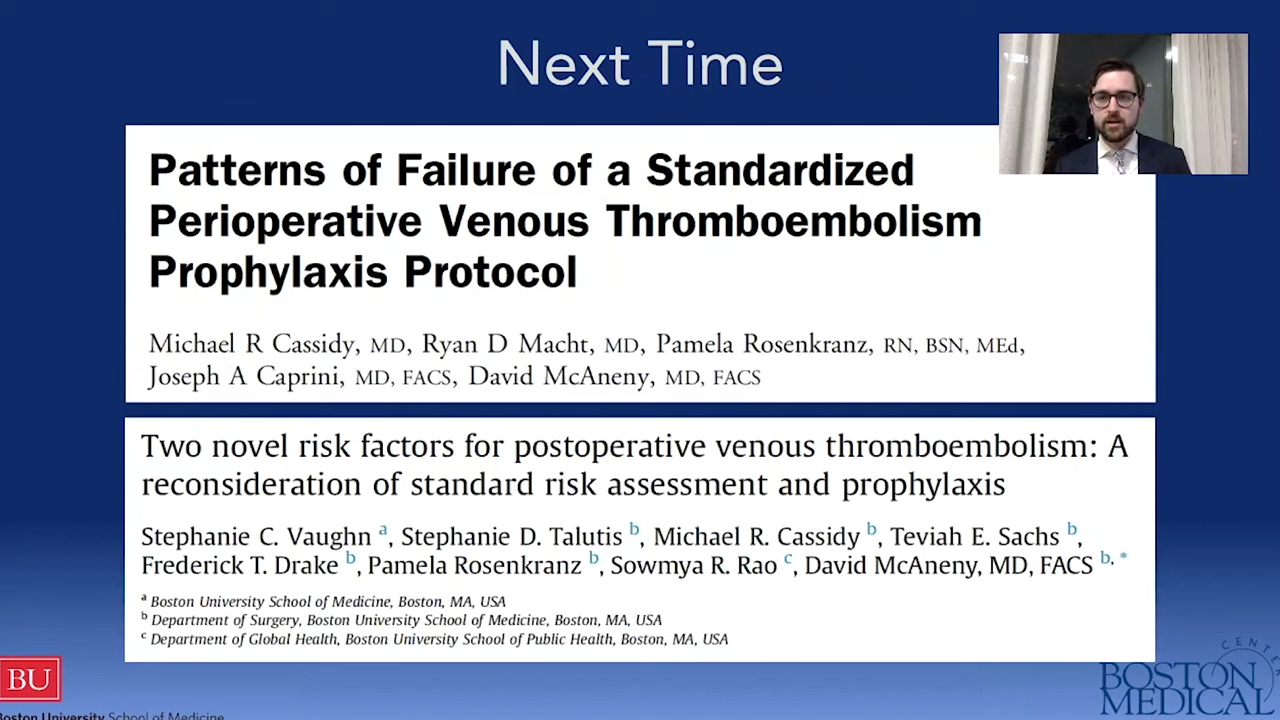 Next Time
Patterns of Failure of a Standardized
Perioperative Venous Thromboembolism
Prophylaxis Protocol
Michael R Cassidy, MD, Ryan D Macht, MD, Pamela Rosenkranz, RN, BSN, MEd,
Joseph A Caprini, MD, FACS, David McAneny, MD, FACS
Two novel risk factors for postoperative venous thromboembolism: A
reconsideration of standard risk assessment and prophylaxis
Stephanie C. Vaughn a, Stephanie D. Talutis b, Michael R. Cassidy b, Teviah E. Sachs b,
Frederick T. Drake b, Pamela Rosenkranz b, Sowmya R. Rao c, David McAneny, MD, FACS b, *
a Boston University School of Medicine, Boston, MA, USA
b Department of Surgery, Boston University School of Medicine, Boston, MA, USA
c Department of Global Health, Boston University School of Public Health, Boston, MA, USA
BU
Boston University School of Medicine
BOSTON
MEDICAL
CENTE